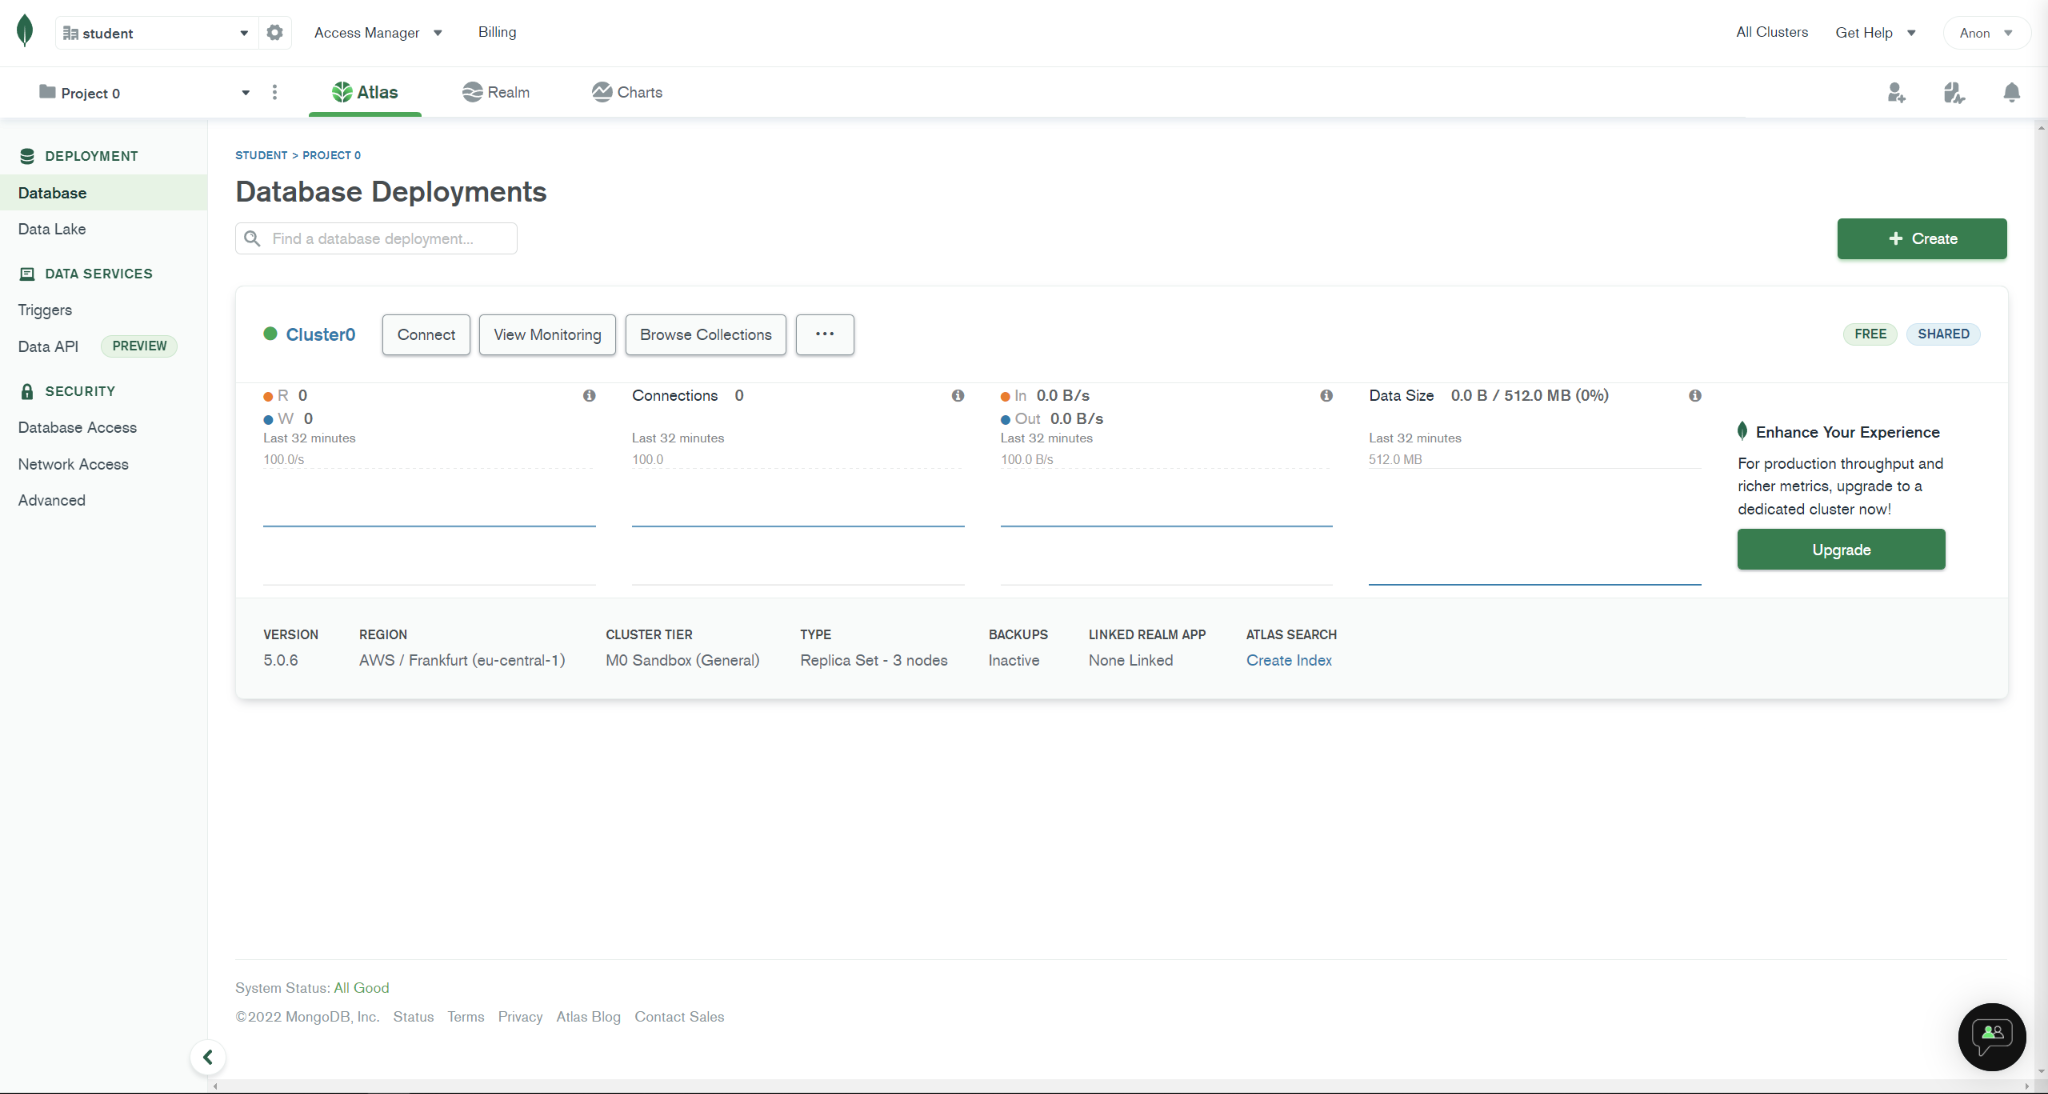 student
Access Manager
Billing
All Clusters
Get Help
Anon
Project 0
Atlas
Realm
Charts
DEPLOYMENT
Database
Data Lake
DATA SERVICES
Triggers
Data API PREVIEW
SECURITY
Database Access
Network Access
Advanced
STUDENT > PROJECT 0
Database Deployments
Find a database deployment...
+ Create
Cluster0
Connect
View Monitoring
Browse Collections
...
FREE
SHARED
R 0
W 0
Last 32 minutes
100.0/s
Connections 0
Last 32 minutes
100.0
In 0.0 B/s
Out 0.0 B/s
Last 32 minutes
100.0 B/s
Data Size 0.0 B / 512.0 MB (0%)
Last 32 minutes
512.0 MB
Enhance Your Experience
For production throughput and
richer metrics, upgrade to a
dedicated cluster now!
Upgrade
VERSION
5.0.6
REGION
AWS / Frankfurt (eu-central-1)
CLUSTER TIER
M0 Sandbox (General)
TYPE
Replica Set - 3 nodes
BACKUPS
Inactive
LINKED REALM APP
None Linked
ATLAS SEARCH
Create Index
System Status: All Good
©2022 MongoDB, Inc. Status Terms Privacy Atlas Blog Contact Sales